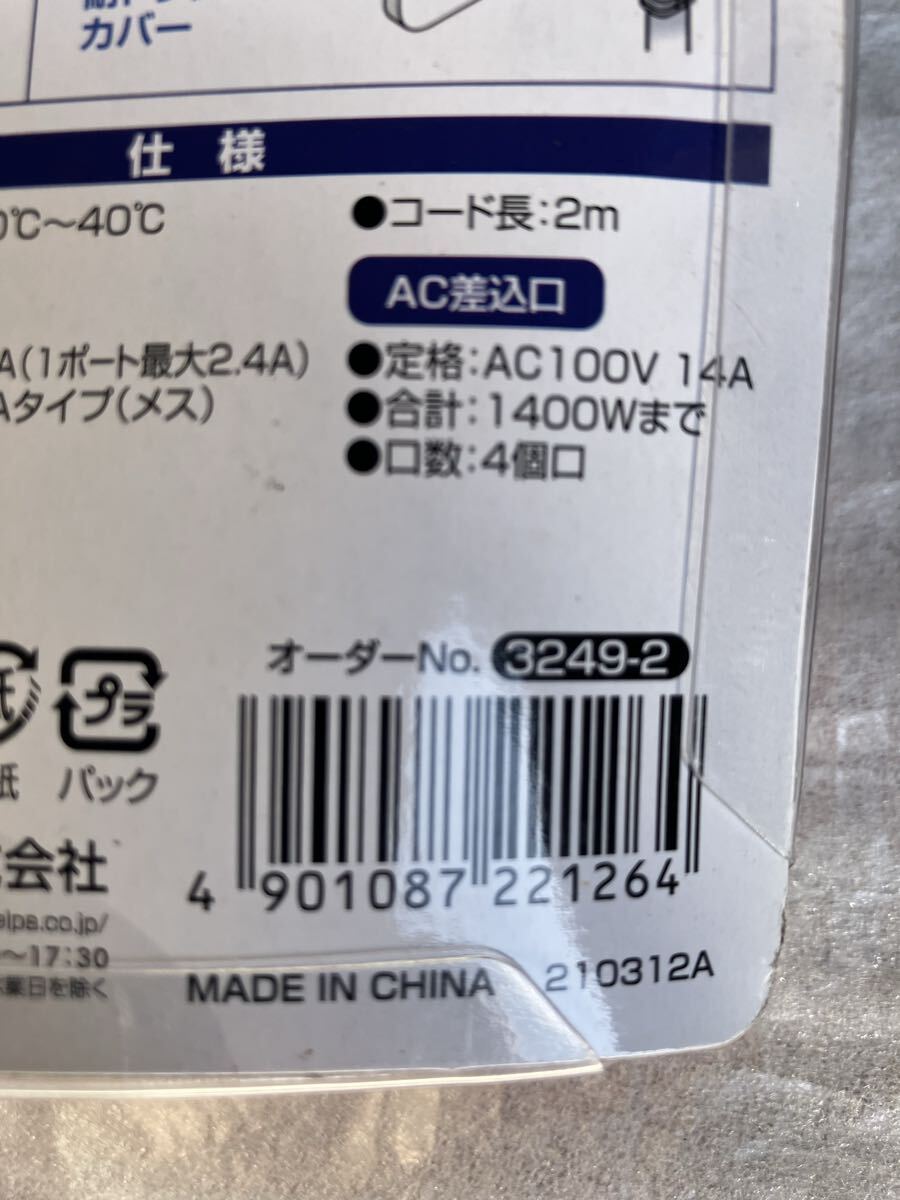 カバー
仕様
0℃～40℃
●コード長:2m
AC差込口
A(1ポート最大2.4A)
●定格:AC100V 14A
Aタイプ(メス)
●合計:1400Wまで
●口数:4個口
オーダーNo. 3249-2
紙
プラ
紙
パック
会社
4 901087 221264
elpa.co.jp/
～17:30
業日を除く
MADE IN CHINA 210312A